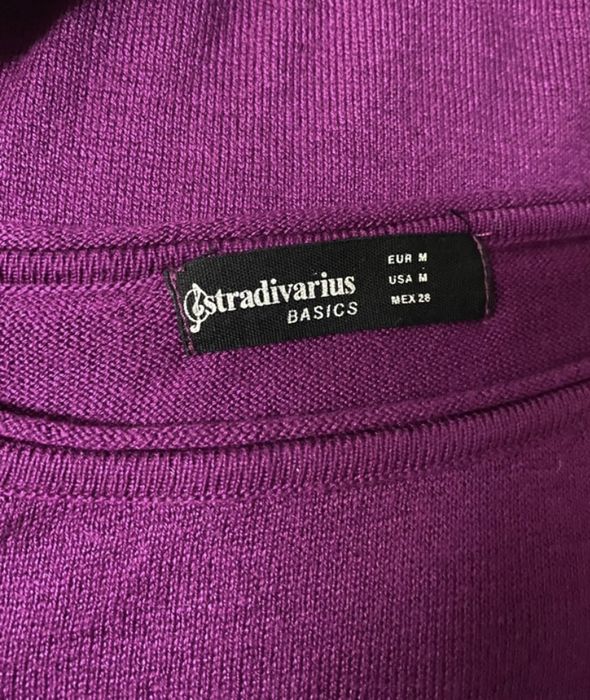 stradivarius
BASICS
EUR M
USA M
MEX 28